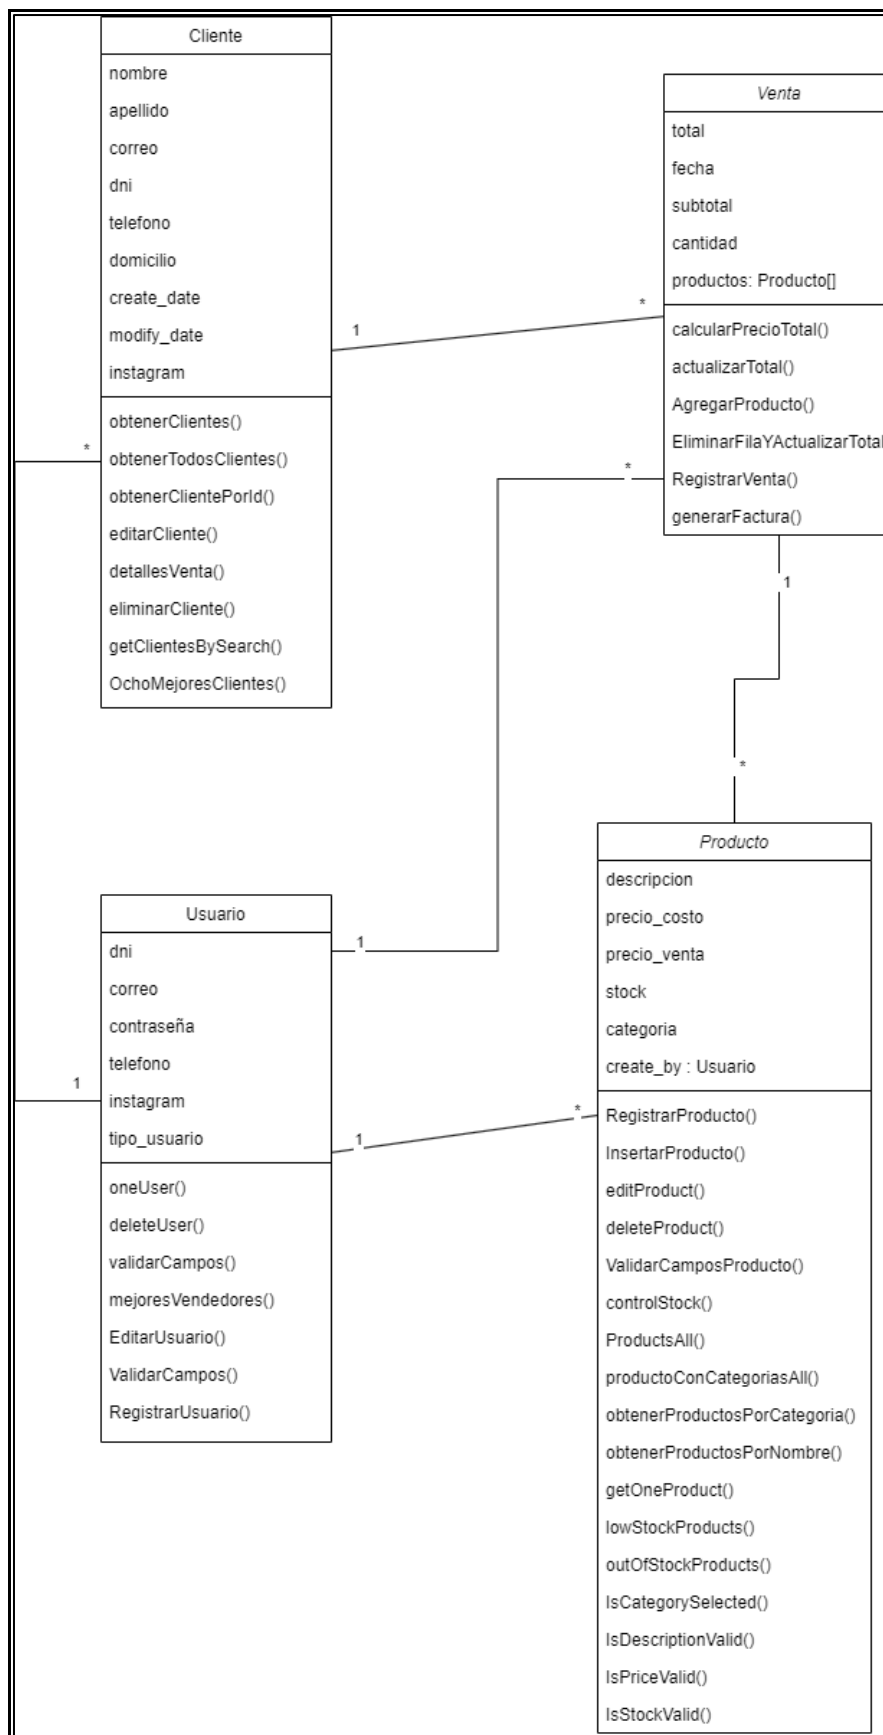 Cliente
nombre
apellido
correo
dni
telefono
domicilio
create_date
modify_date
instagram
obtenerClientes()
obtenerTodosClientes()
obtenerClientePorId()
editarCliente()
detallesVenta()
eliminarCliente()
getClientesBySearch()
OchoMejoresClientes()
Venta
total
fecha
subtotal
cantidad
productos: Producto[]
calcularPrecioTotal()
actualizarTotal()
AgregarProducto()
EliminarFilaYActualizarTotal
RegistrarVenta()
generarFactura()
1
*
*
*
1
*
1
1
1
*
Usuario
dni
correo
contraseña
telefono
instagram
tipo_usuario
oneUser()
deleteUser()
validarCampos()
mejoresVendedores()
EditarUsuario()
ValidarCampos()
RegistrarUsuario()
Producto
descripcion
precio_costo
precio_venta
stock
categoria
create_by : Usuario
RegistrarProducto()
InsertarProducto()
editProduct()
deleteProduct()
ValidarCamposProducto()
controlStock()
ProductsAll()
productoConCategoriasAll()
obtenerProductosPorCategoria()
obtenerProductosPorNombre()
getOneProduct()
lowStockProducts()
outOfStockProducts()
IsCategorySelected()
IsDescriptionValid()
IsPriceValid()
IsStockValid()